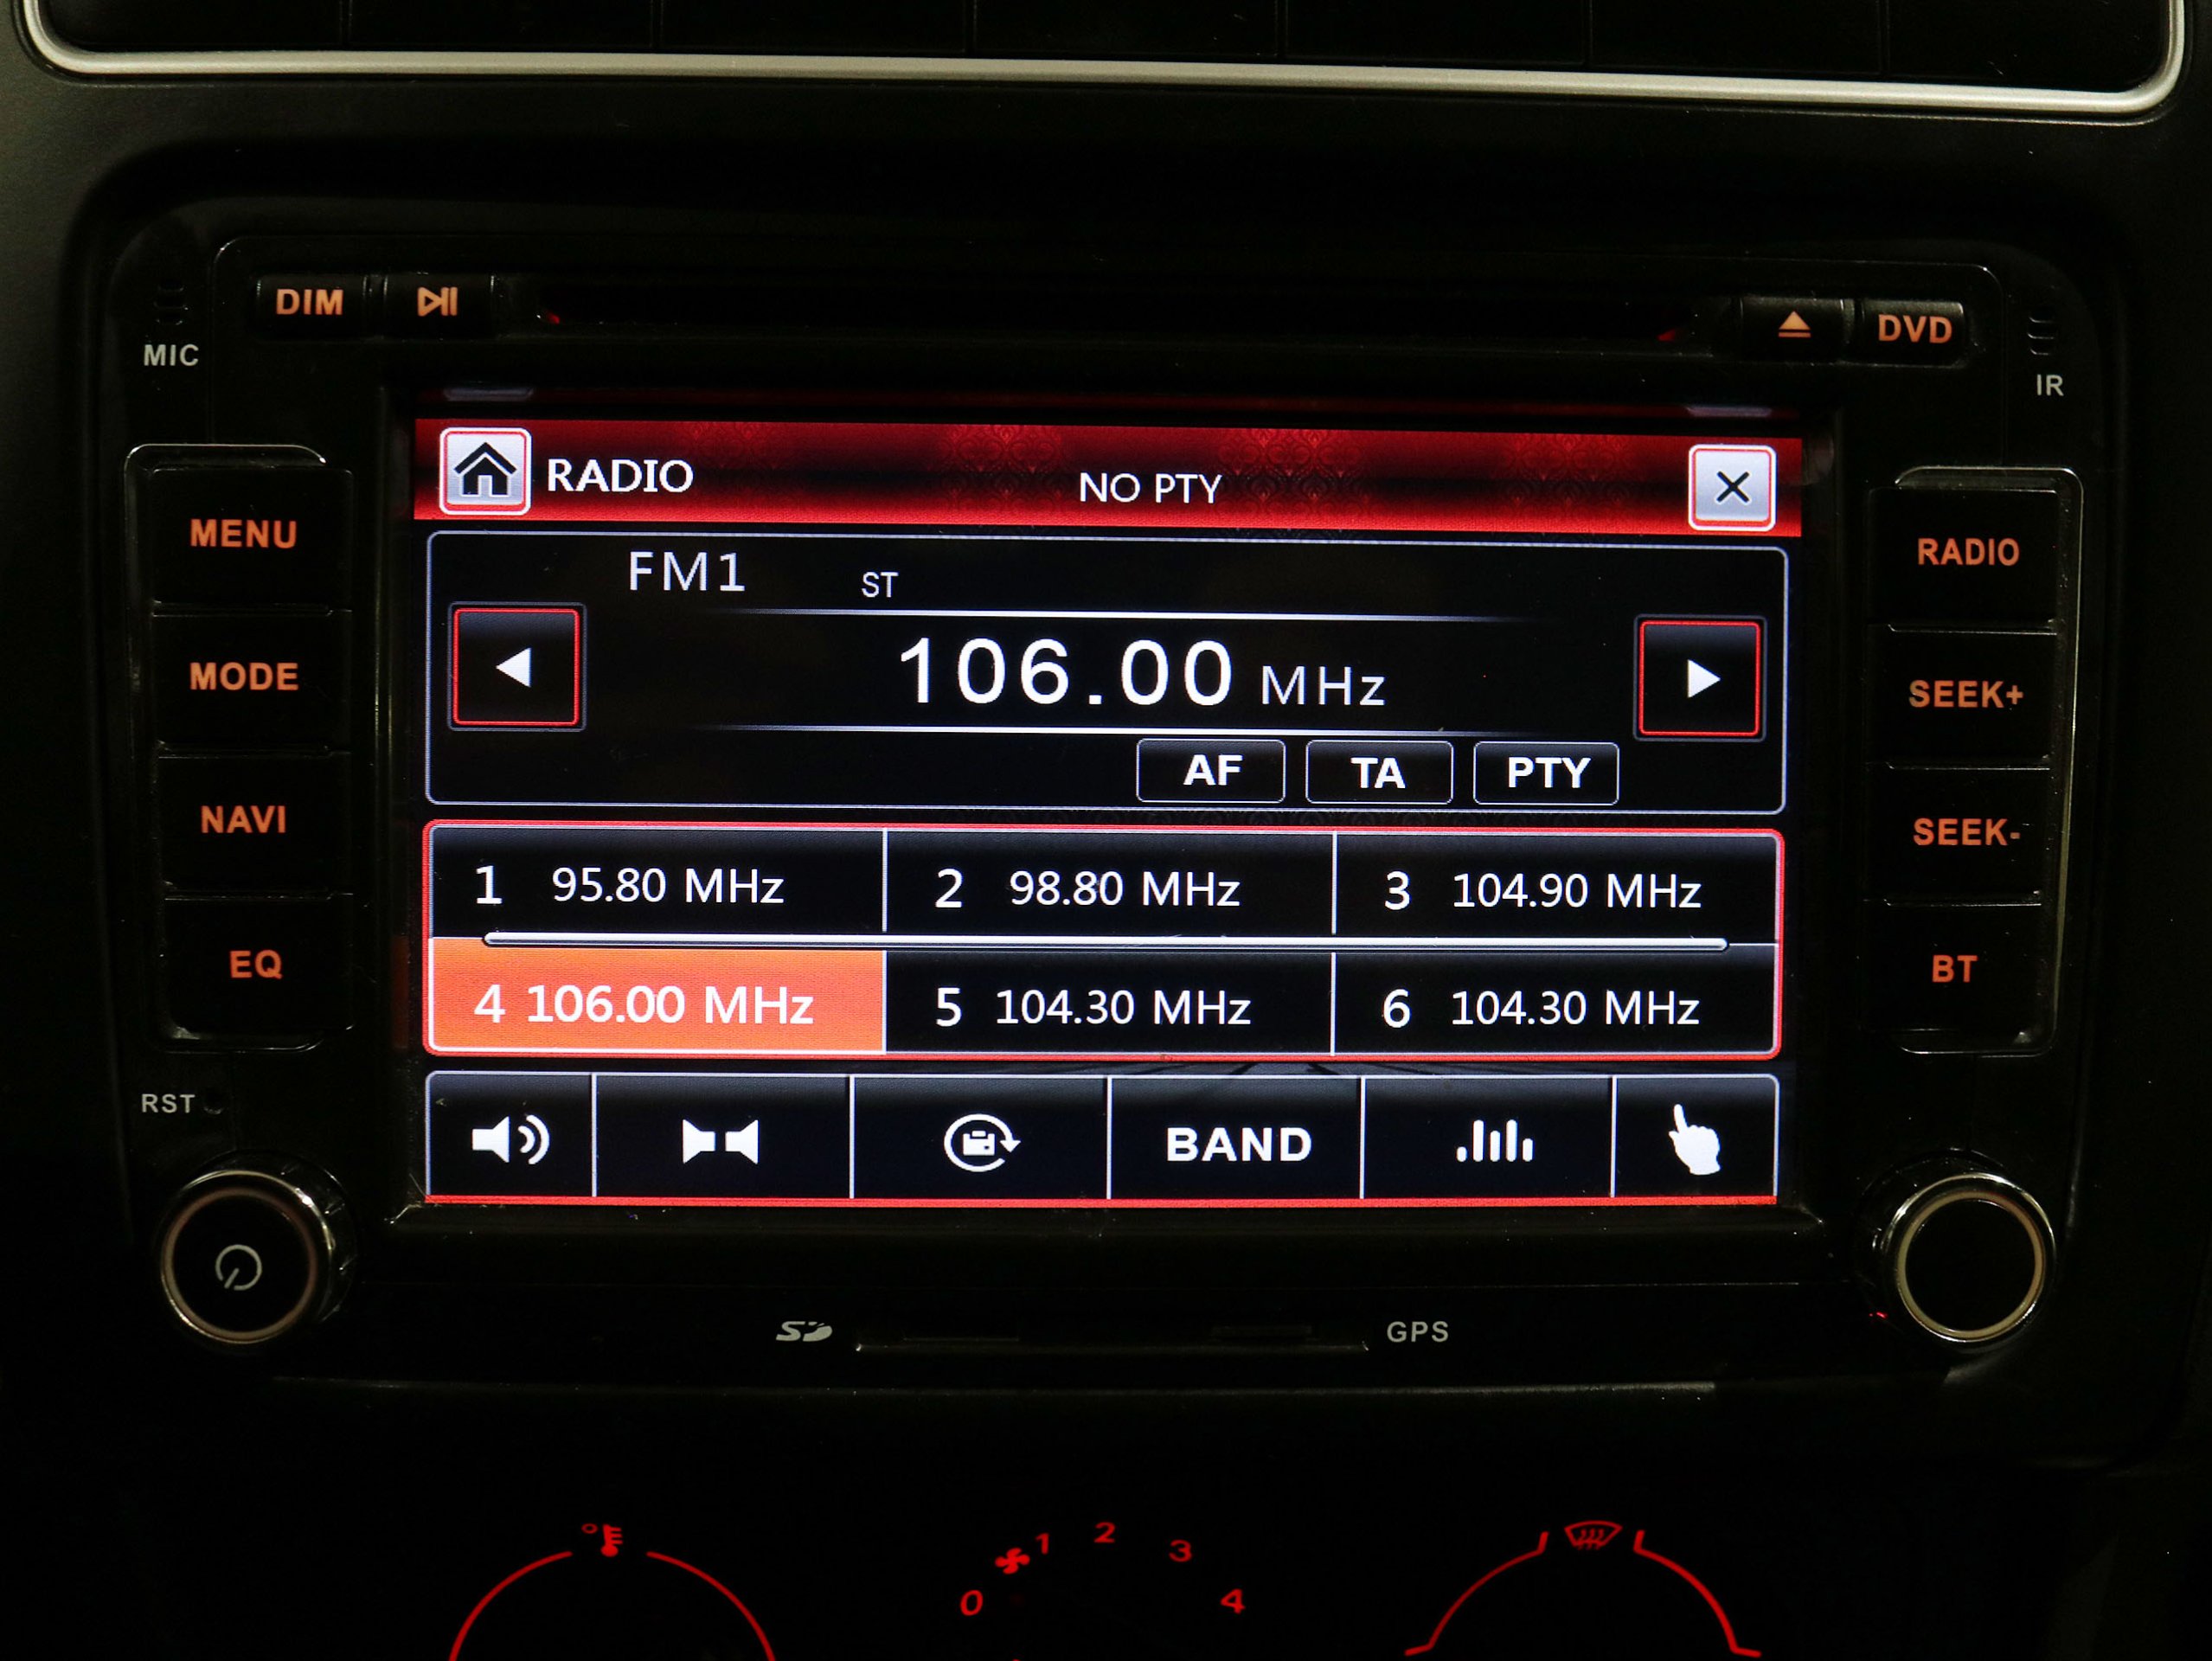 DIM
DVD
MIC
IR
RADIO NO PTY
MENU
RADIO
FM1 ST
106.00 MHz
MODE
SEEK+
AF TA PTY
NAVI
SEEK-
1 95.80 MHz 2 98.80 MHz 3 104.90 MHz
EQ
BT
4 106.00 MHz 5 104.30 MHz 6 104.30 MHz
RST
BAND
SD
GPS
0 1 2 3 4